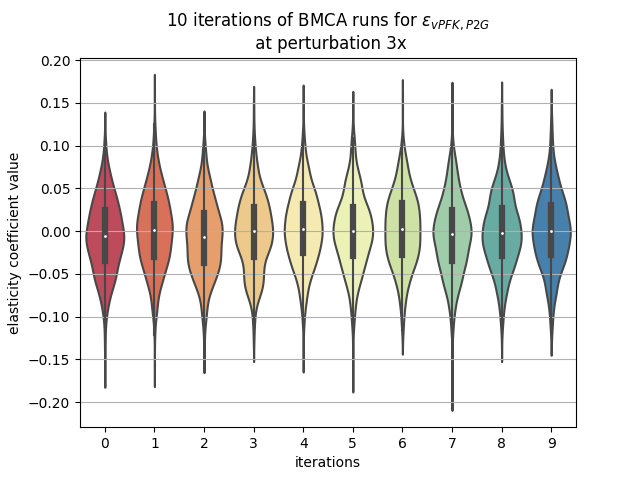 10 iterations of BMCA runs for εvPFK, P2G
at perturbation 3x
elasticity coefficient value
0.20
0.15
0.10
0.05
0.00
−0.05
−0.10
−0.15
−0.20
0 1 2 3 4 5 6 7 8 9
iterations